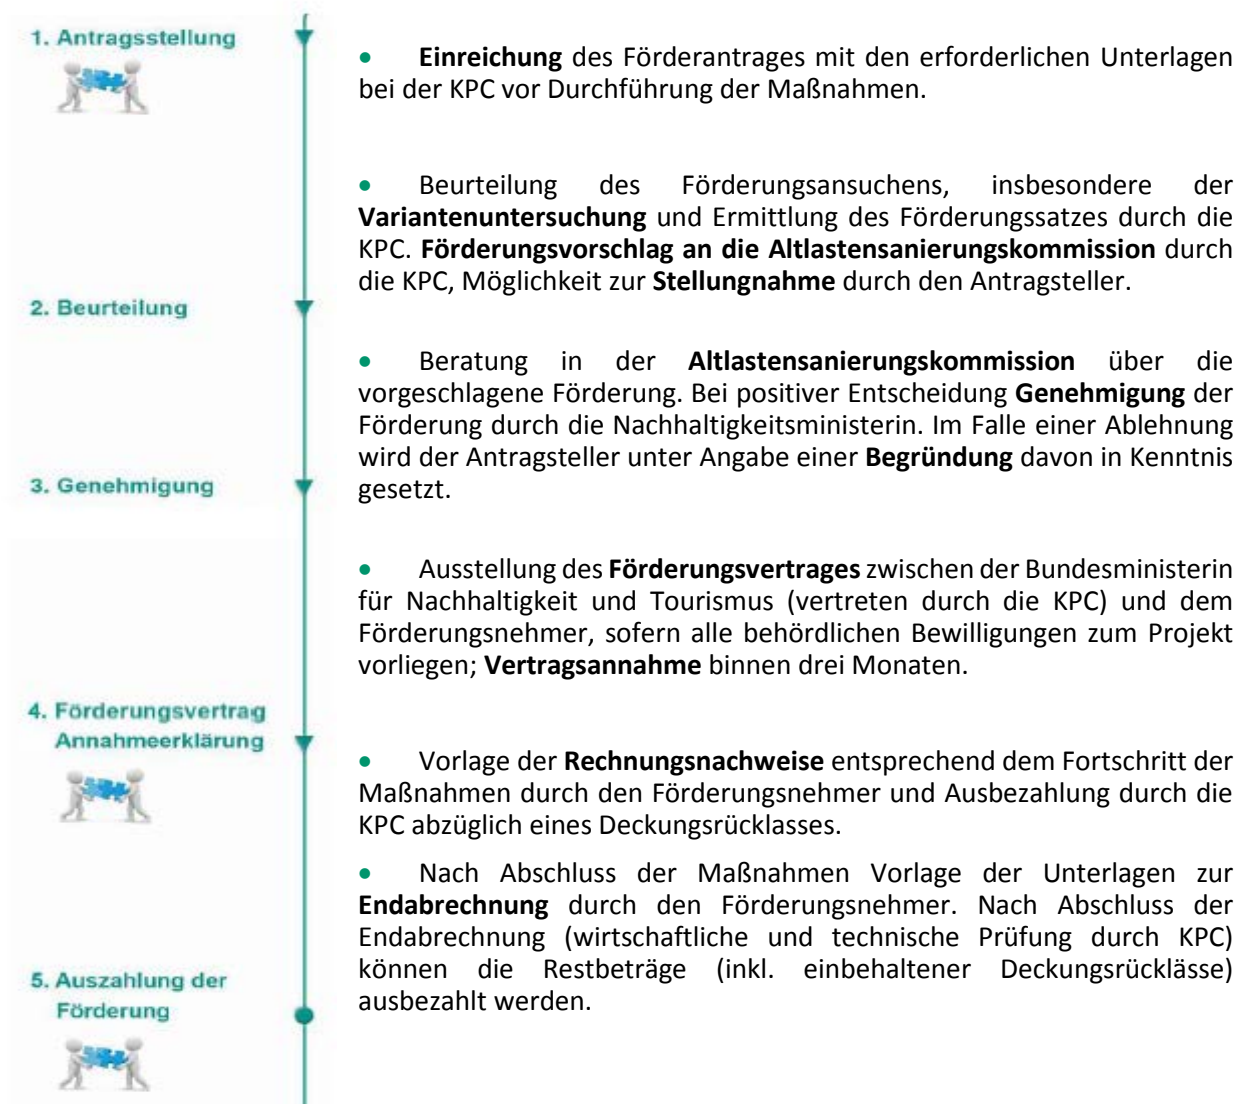 1. Antragsstellung
• Einreichung des Förderantrages mit den erforderlichen Unterlagen
bei der KPC vor Durchführung der Maßnahmen.
• Beurteilung des Förderungsansuchens, insbesondere der
Variantenuntersuchung und Ermittlung des Förderungssatzes durch die
KPC. Förderungsvorschlag an die Altlastensanierungskommission durch
die KPC, Möglichkeit zur Stellungnahme durch den Antragsteller.
2. Beurteilung
• Beratung in der Altlastensanierungskommission über die
vorgeschlagene Förderung. Bei positiver Entscheidung Genehmigung der
Förderung durch die Nachhaltigkeitsministerin. Im Falle einer Ablehnung
wird der Antragsteller unter Angabe einer Begründung davon in Kenntnis
gesetzt.
3. Genehmigung
• Ausstellung des Förderungsvertrages zwischen der Bundesministerin
für Nachhaltigkeit und Tourismus (vertreten durch die KPC) und dem
Förderungsnehmer, sofern alle behördlichen Bewilligungen zum Projekt
vorliegen; Vertragsannahme binnen drei Monaten.
4. Förderungsvertrag
Annahmeerklärung
• Vorlage der Rechnungsnachweise entsprechend dem Fortschritt der
Maßnahmen durch den Förderungsnehmer und Ausbezahlung durch die
KPC abzüglich eines Deckungsrücklasses.
• Nach Abschluss der Maßnahmen Vorlage der Unterlagen zur
Endabrechnung durch den Förderungsnehmer. Nach Abschluss der
Endabrechnung (wirtschaftliche und technische Prüfung durch KPC)
können die Restbeträge (inkl. einbehaltener Deckungsrücklässe)
ausbezahlt werden.
5. Auszahlung der
Förderung